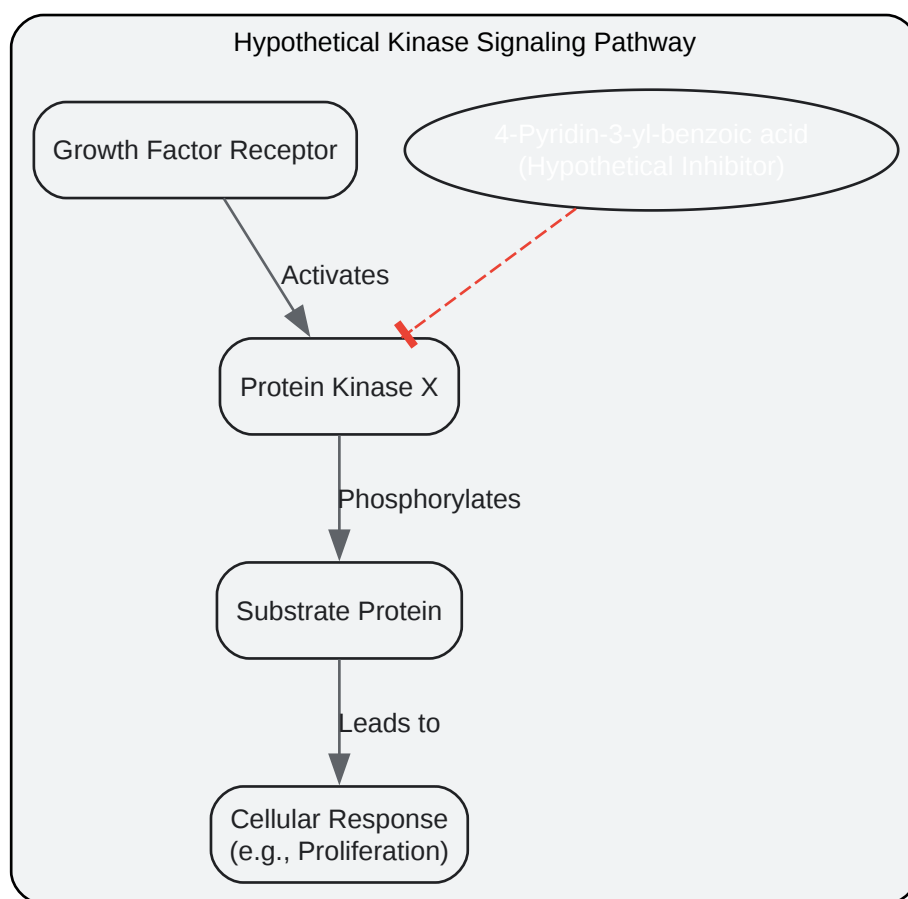 Hypothetical Kinase Signaling Pathway
Growth Factor Receptor
4-Pyridin-3-yl-benzoic acid
(Hypothetical Inhibitor)
Activates
Protein Kinase X
Phosphorylates
Substrate Protein
Leads to
Cellular Response
(e.g., Proliferation)